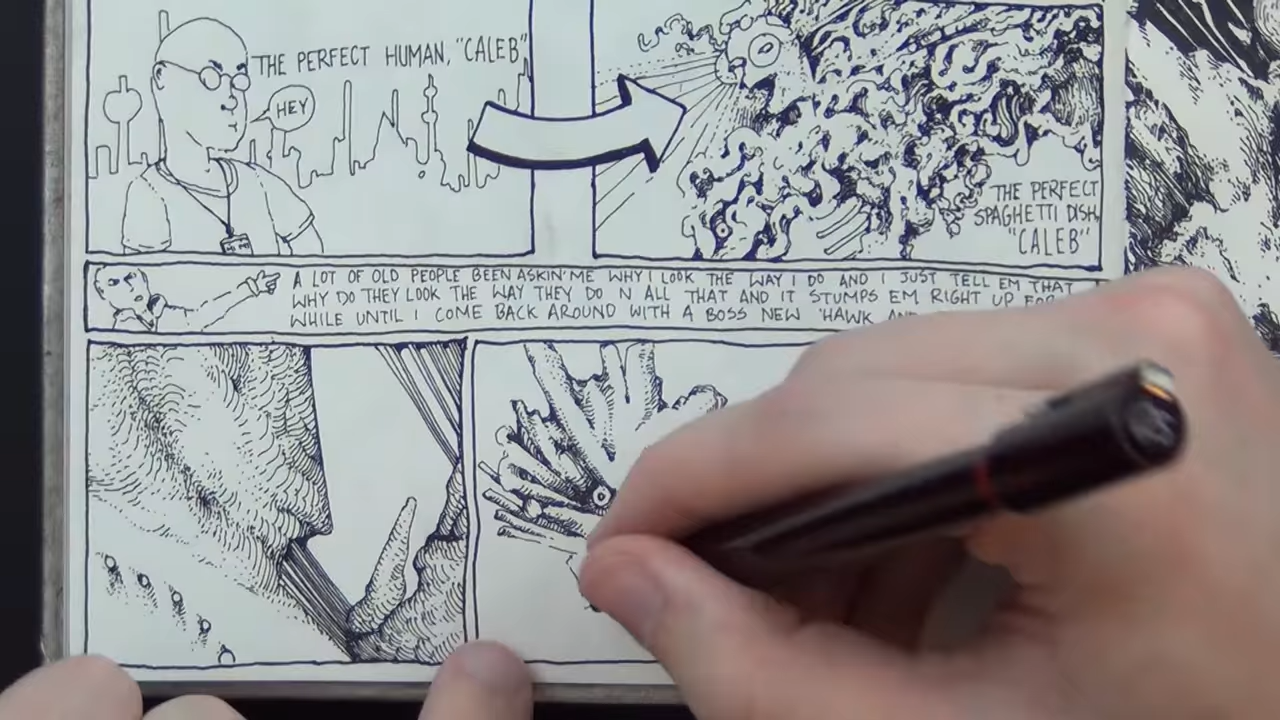 THE PERFECT HUMAN, "CALEB"
HEY
THE PERFECT
SPAGHETTI DISH,
"CALEB"
A LOT OF OLD PEOPLE BEEN ASKIN' ME WHY I LOOK THE WAY I DO AND I JUST TELL EM THAT
WHY DO THEY LOOK THE WAY THEY DO N ALL THAT AND IT STUMPS EM RIGHT UP FOR
WHILE UNTIL I COME BACK AROUND WITH A BOSS NEW 'HAWK AND